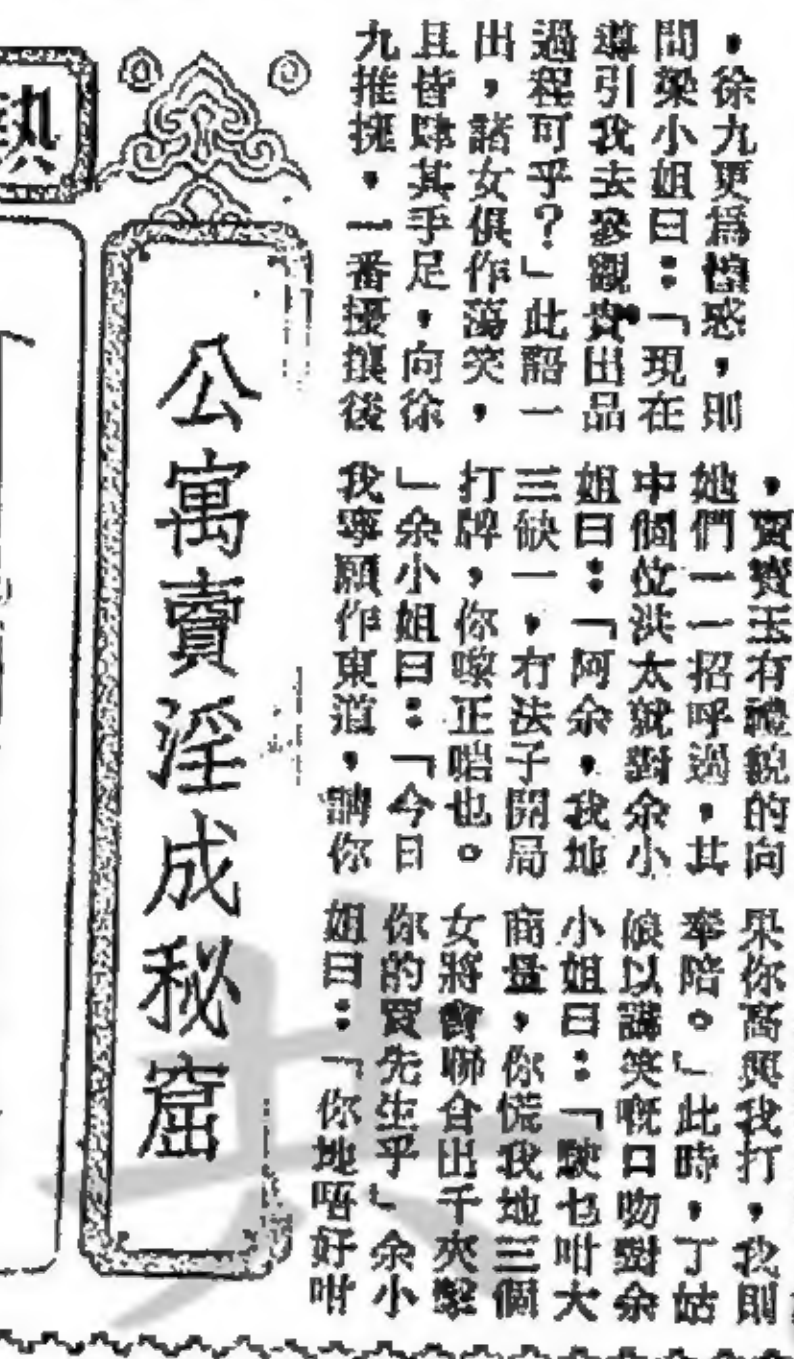 ，徐九更爲惶惑，則
問梁小姐曰：「現在
導引我去參觀貴出品
過程可乎？」此語一
出，諸女俱作蕩笑，
且皆肆其手足，向徐
九推擁，一番擾攘後
，賈寶玉有禮貌的向
她們一一招呼過，其
中個位洪太就對余小
姐曰：「阿余，我地
三缺一，冇法子開局
打牌，你嚟正啱也。
」余小姐曰：「今日
我寧願作東道，請你
果你高興我打，我則
奉陪。」此時，丁姑
娘以講笑嘅口吻對余
小姐曰：「駛乜咁大
商量，你慌我地三個
女將會聯合出千夾擊
你的賈先生乎」余小
姐曰：「你地唔好咁
公寓賣淫成秘窟